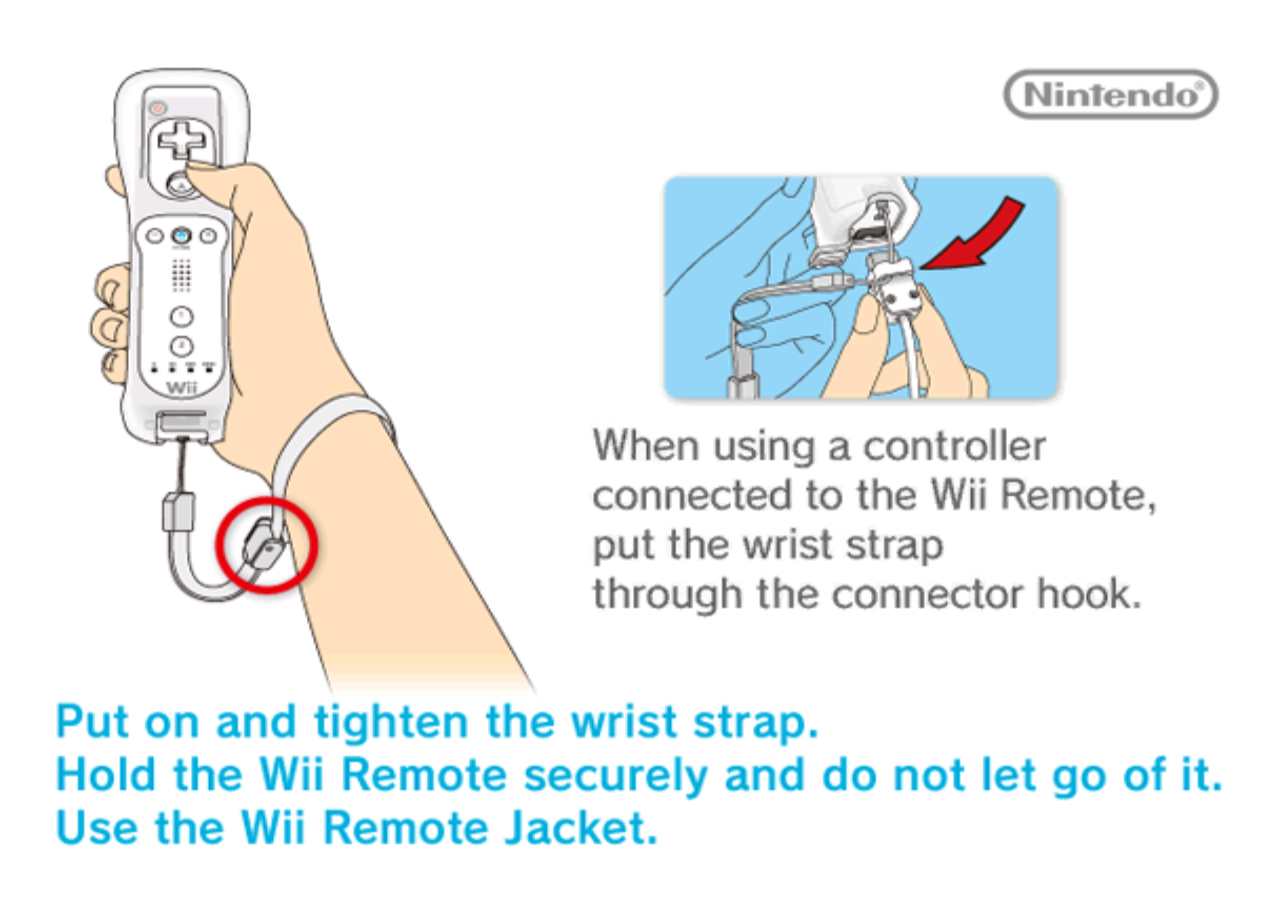 Nintendo®
Wii
When using a controller
connected to the Wii Remote,
put the wrist strap
through the connector hook.
Put on and tighten the wrist strap.
Hold the Wii Remote securely and do not let go of it.
Use the Wii Remote Jacket.